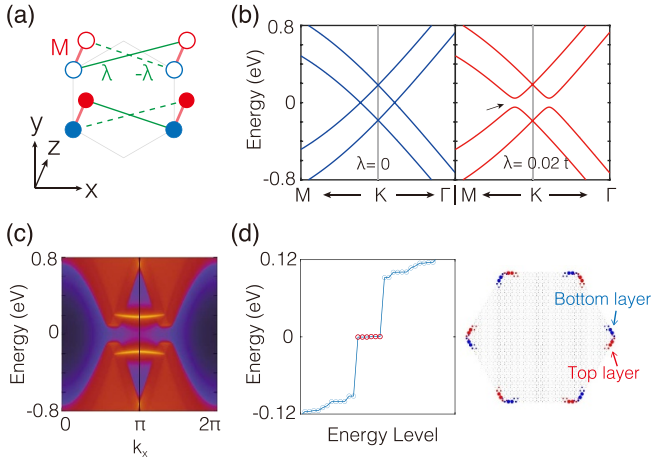 (a)
M
λ
-λ
y
z
x
(b)
Energy (eV)
0.8
0
-0.8
λ= 0
λ= 0.02 t
M
K
Γ
M
K
Γ
(c)
Energy (eV)
0.8
0
-0.8
0
π
2π
kₓ
(d)
Energy (eV)
0.12
0
-0.12
Energy Level
Bottom layer
Top layer